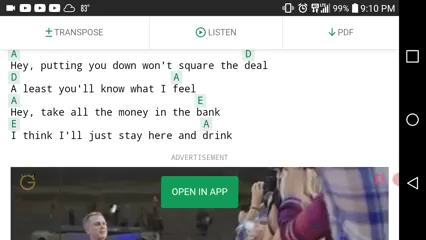 83°
99% 9:10 PM
TRANSPOSE LISTEN PDF
A D
Hey, putting you down won't square the deal
D A
A least you'll know what I feel
A E
Hey, take all the money in the bank
E A
I think I'll just stay here and drink
ADVERTISEMENT
OPEN IN APP